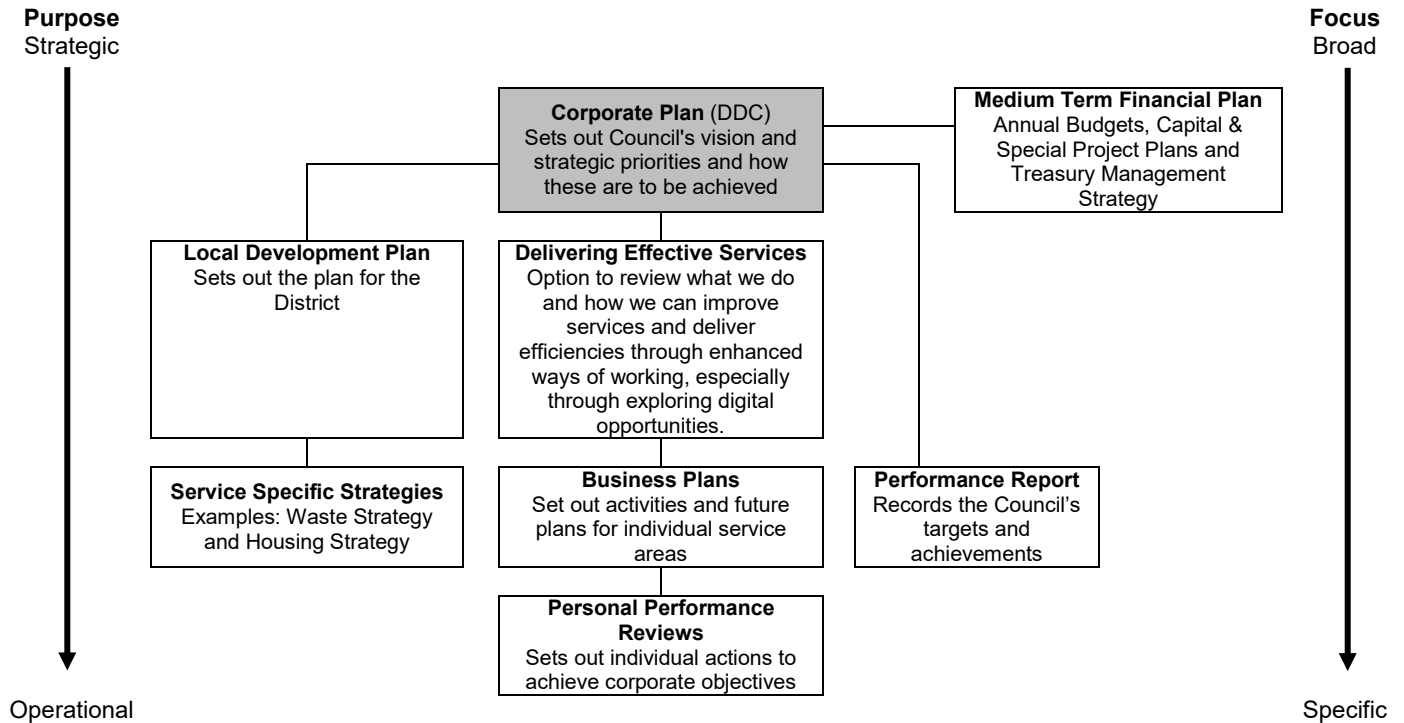 Purpose
Strategic
Focus
Broad
Corporate Plan (DDC)
Sets out Council's vision and
strategic priorities and how
these are to be achieved
Medium Term Financial Plan
Annual Budgets, Capital &
Special Project Plans and
Treasury Management
Strategy
Local Development Plan
Sets out the plan for the
District
Delivering Effective Services
Option to review what we do
and how we can improve
services and deliver
efficiencies through enhanced
ways of working, especially
through exploring digital
opportunities.
Service Specific Strategies
Examples: Waste Strategy
and Housing Strategy
Business Plans
Set out activities and future
plans for individual service
areas
Performance Report
Records the Council’s
targets and
achievements
Personal Performance
Reviews
Sets out individual actions to
achieve corporate objectives
Operational
Specific